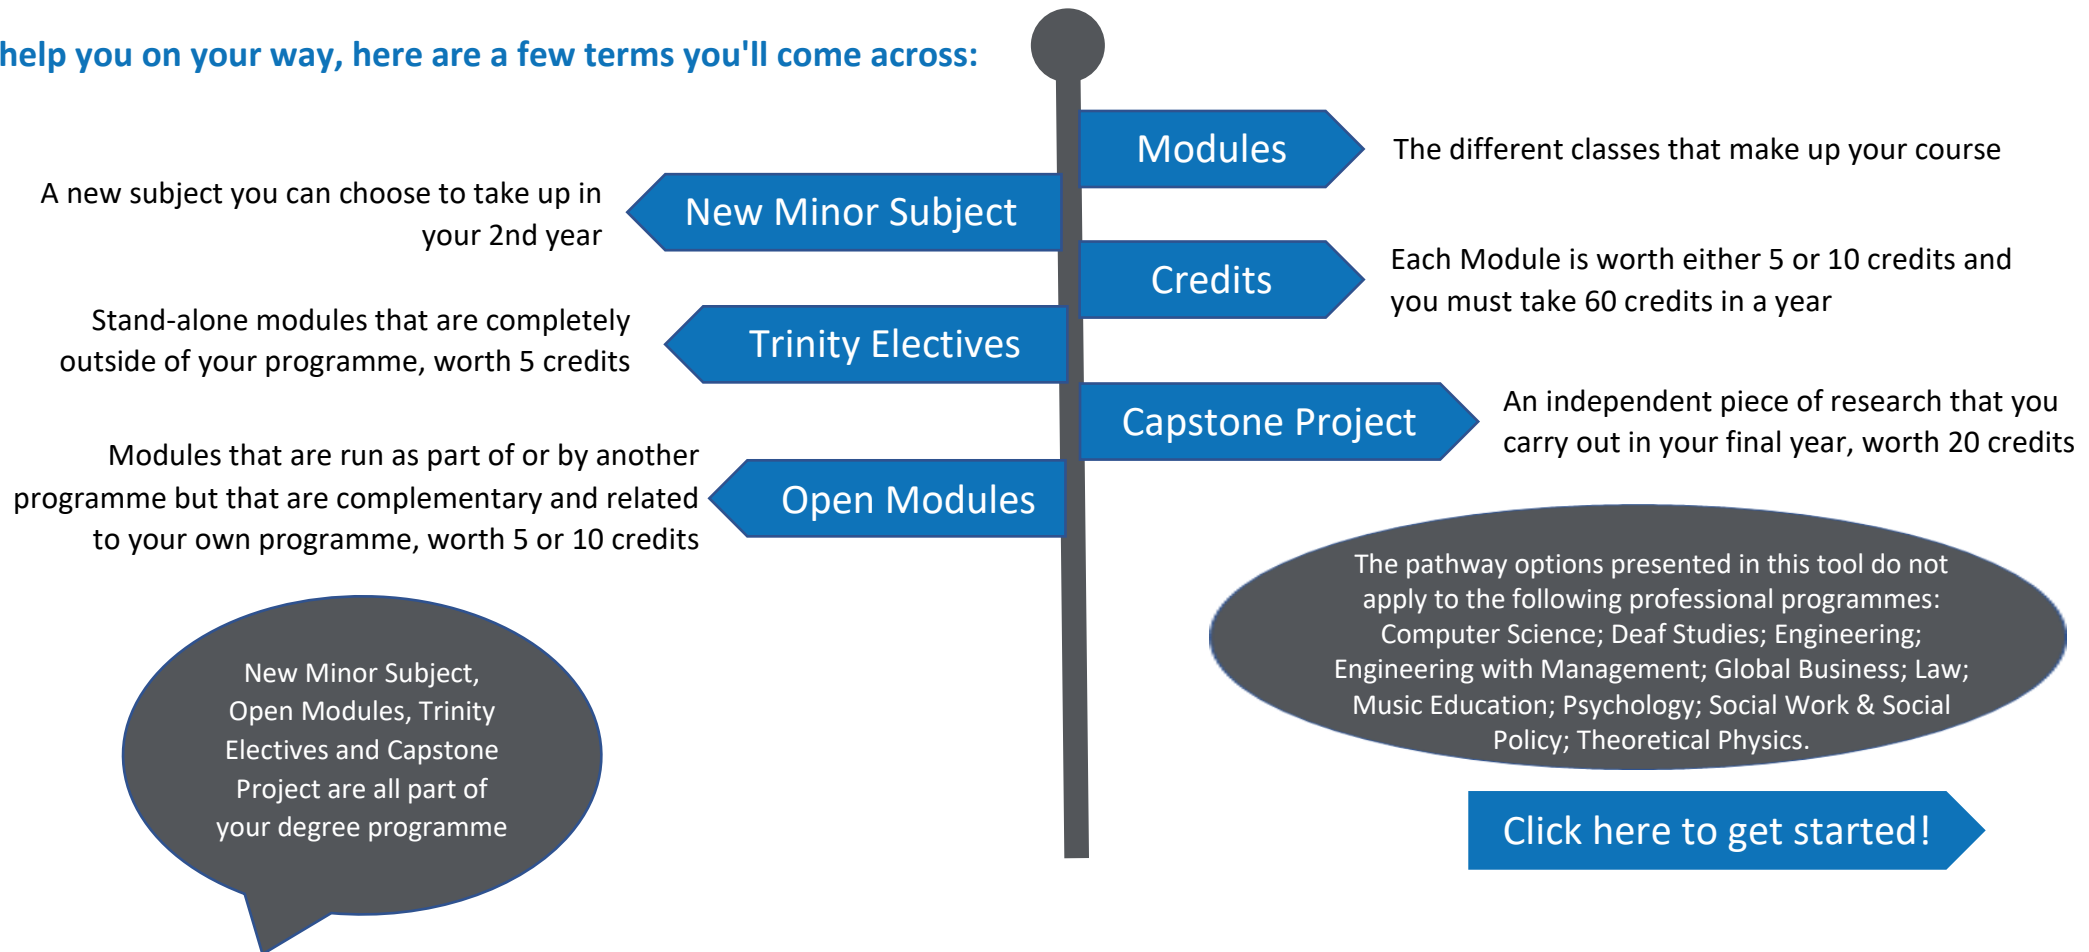 help you on your way, here are a few terms you'll come across:
Modules
The different classes that make up your course
A new subject you can choose to take up in
your 2nd year
New Minor Subject
Credits
Each Module is worth either 5 or 10 credits and
you must take 60 credits in a year
Stand-alone modules that are completely
outside of your programme, worth 5 credits
Trinity Electives
Capstone Project
An independent piece of research that you
carry out in your final year, worth 20 credits
Modules that are run as part of or by another
programme but that are complementary and related
to your own programme, worth 5 or 10 credits
Open Modules
The pathway options presented in this tool do not
apply to the following professional programmes:
Computer Science; Deaf Studies; Engineering;
Engineering with Management; Global Business; Law;
Music Education; Psychology; Social Work & Social
Policy; Theoretical Physics.
New Minor Subject,
Open Modules, Trinity
Electives and Capstone
Project are all part of
your degree programme
Click here to get started!